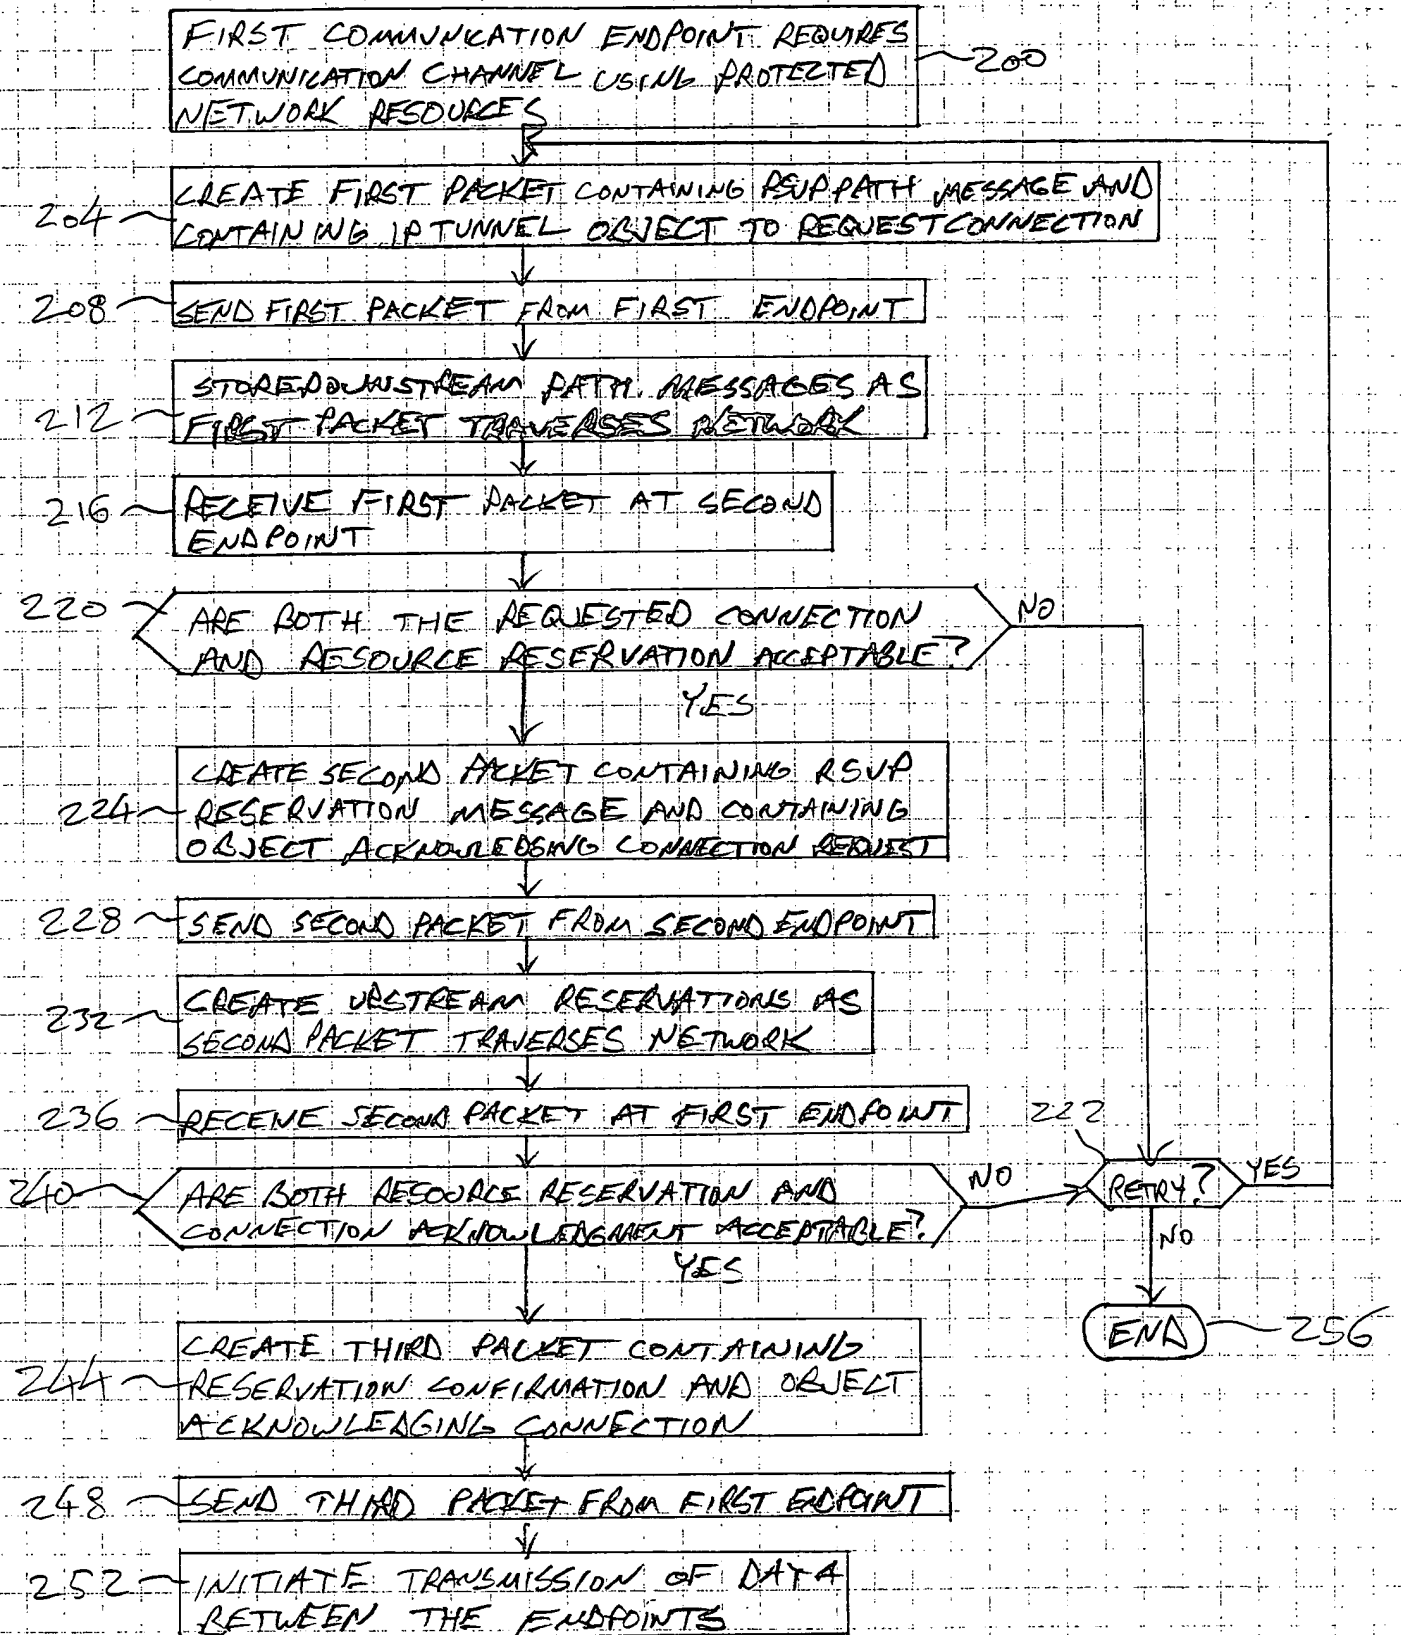 FIRST COMMUNICATION ENDPOINT REQUIRES
COMMUNICATION CHANNEL USING PROTECTED
NETWORK RESOURCES
200
CREATE FIRST PACKET CONTAINING RSVP PATH MESSAGE AND
CONTAINING IP TUNNEL OBJECT TO REQUEST CONNECTION
204
208
SEND FIRST PACKET FROM FIRST ENDPOINT
STORE DOWNSTREAM PATH MESSAGES AS
FIRST PACKET TRAVERSES NETWORK
212
216
RECEIVE FIRST PACKET AT SECOND
ENDPOINT
220
ARE BOTH THE REQUESTED CONNECTION
AND RESOURCE RESERVATION ACCEPTABLE?
NO
YES
CREATE SECOND PACKET CONTAINING RSVP
RESERVATION MESSAGE AND CONTAINING
OBJECT ACKNOWLEDGING CONNECTION REQUEST
224
228
SEND SECOND PACKET FROM SECOND ENDPOINT
CREATE UPSTREAM RESERVATIONS AS
SECOND PACKET TRAVERSES NETWORK
232
236
RECEIVE SECOND PACKET AT FIRST ENDPOINT
222
240
ARE BOTH RESOURCE RESERVATION AND
CONNECTION ACKNOWLEDGMENT ACCEPTABLE?
NO
RETRY?
YES
NO
YES
END
256
CREATE THIRD PACKET CONTAINING
RESERVATION CONFIRMATION AND OBJECT
ACKNOWLEDGING CONNECTION
244
248
SEND THIRD PACKET FROM FIRST ENDPOINT
252
INITIATE TRANSMISSION OF DATA
BETWEEN THE ENDPOINTS